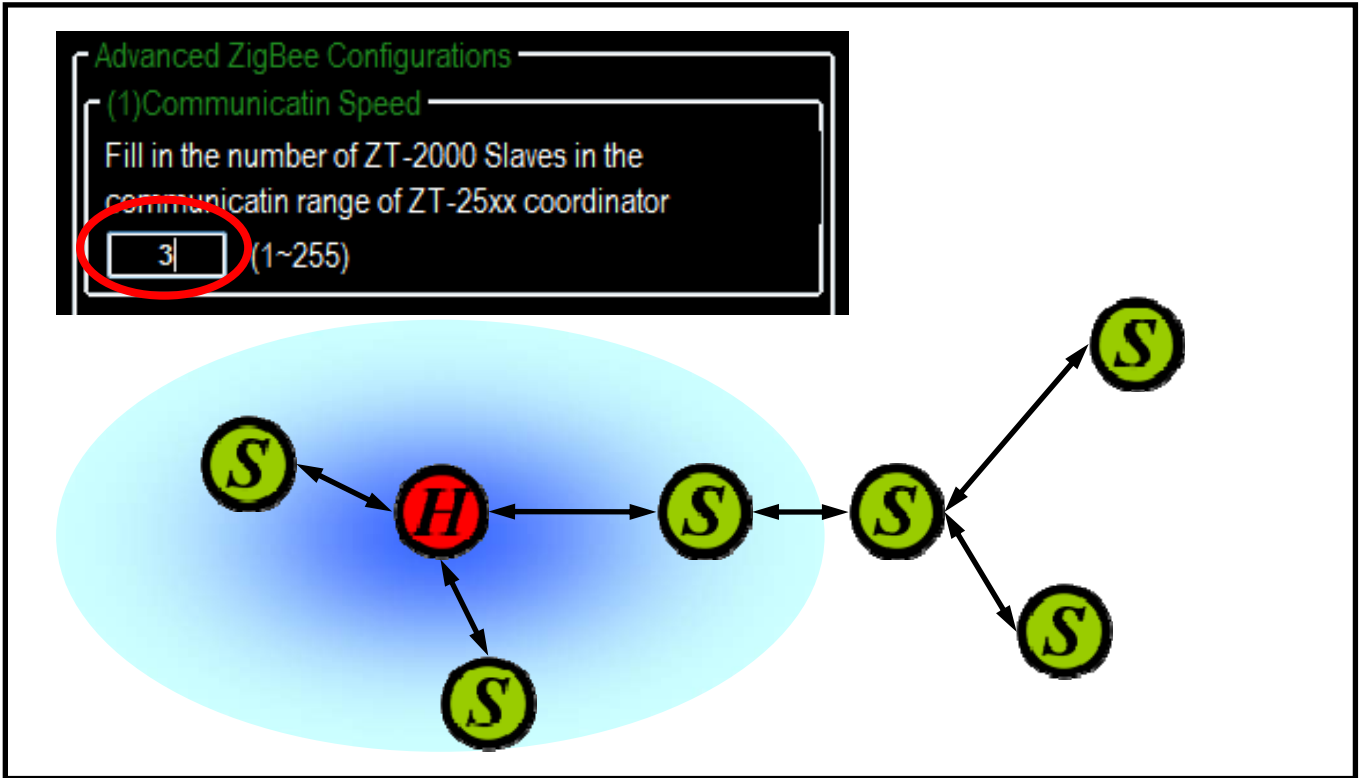 Advanced ZigBee Configurations
(1)Communicatin Speed
Fill in the number of ZT-2000 Slaves in the
communicatin range of ZT-25xx coordinator
3 (1~255)
S
S
H
S
S
S
S